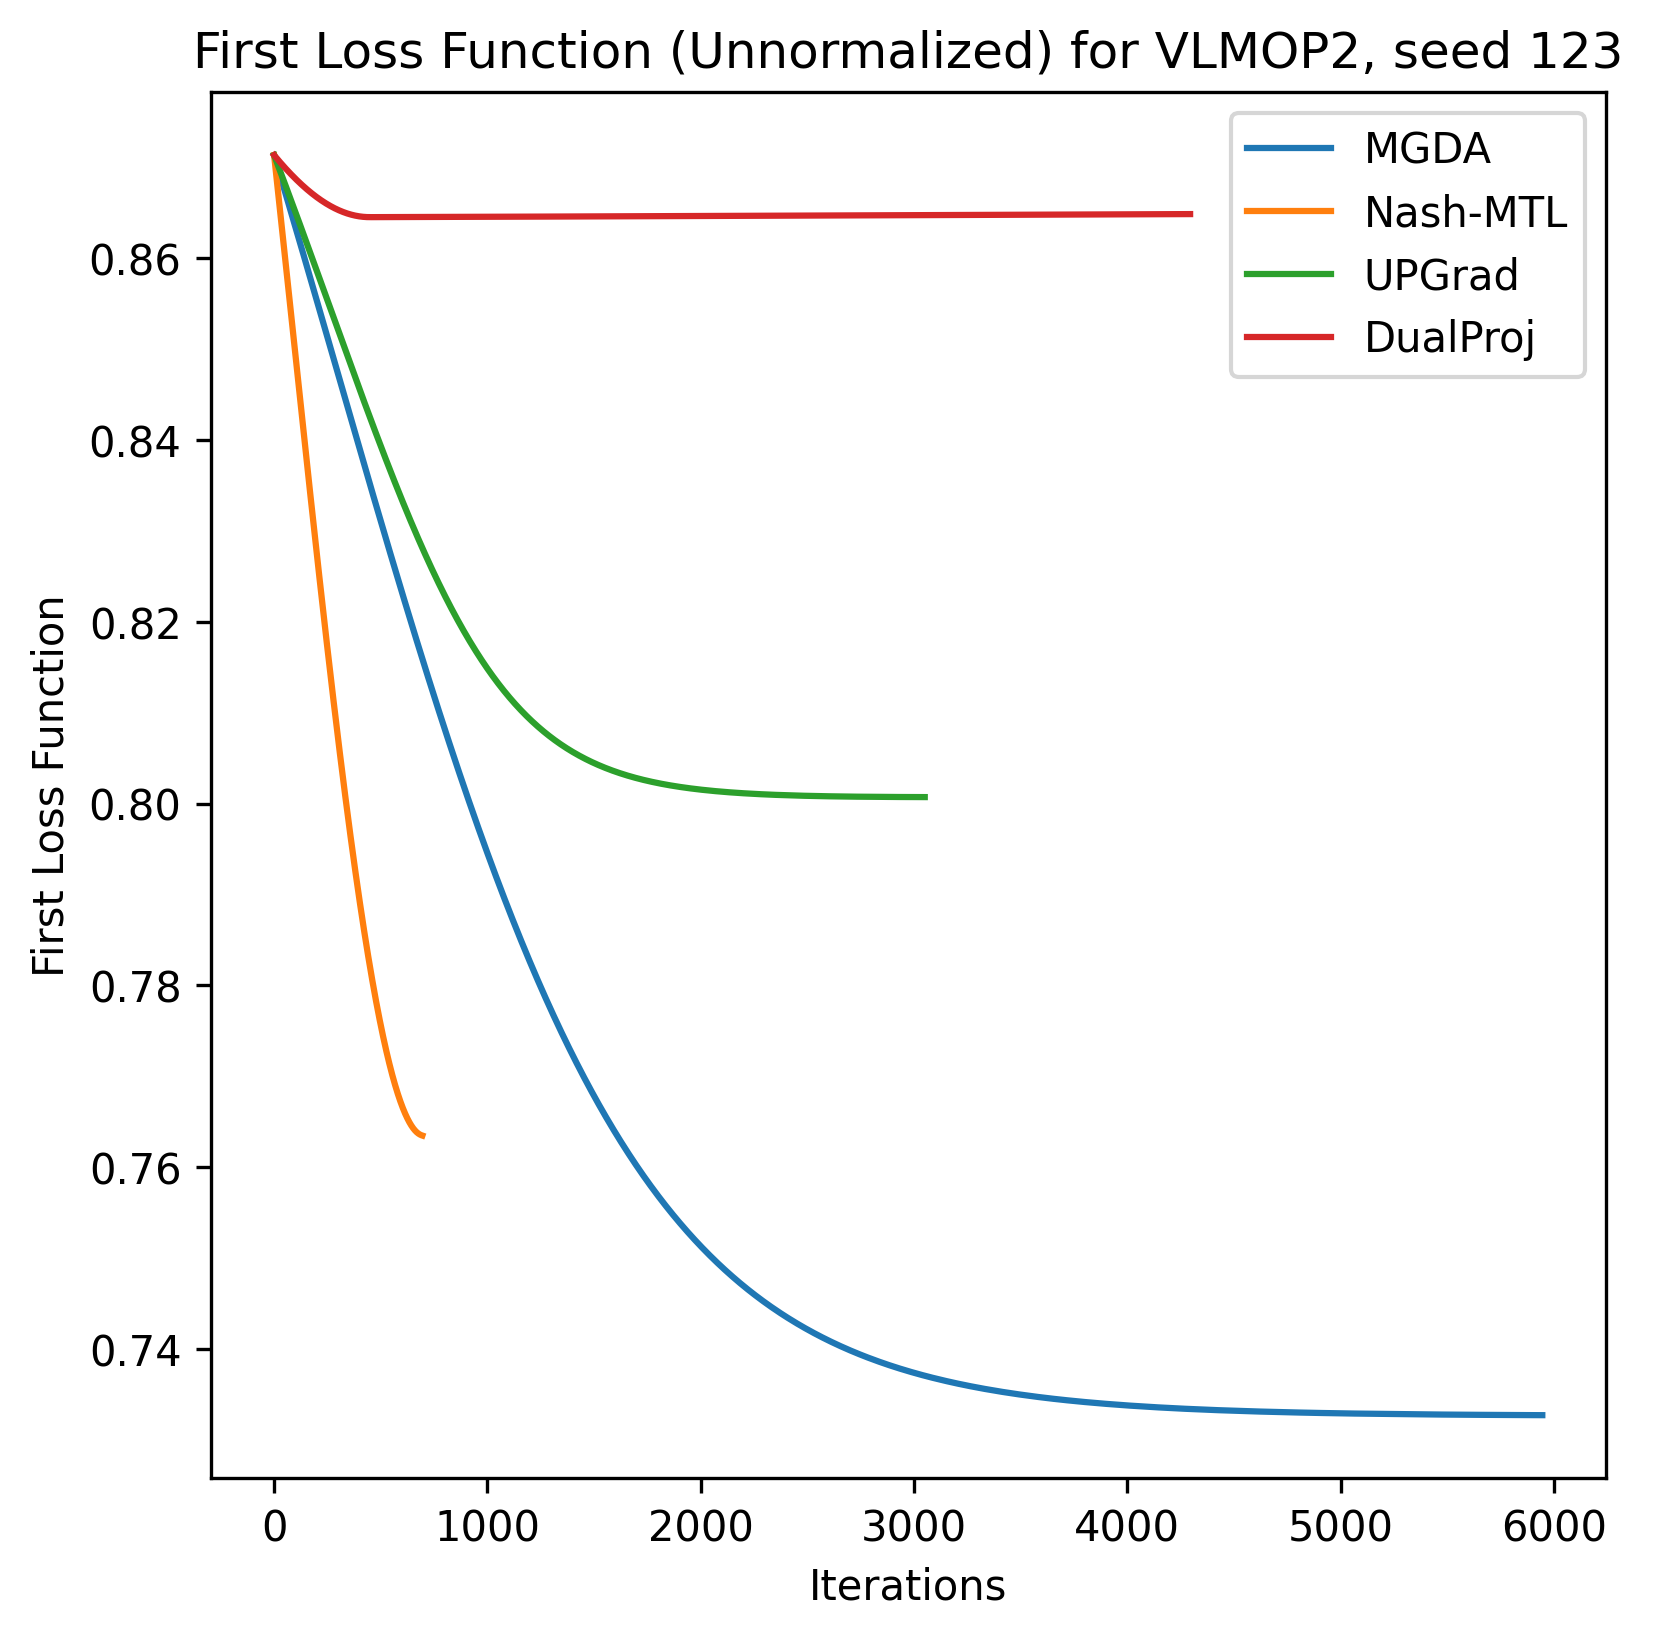 First Loss Function (Unnormalized) for VLMOP2, seed 123
MGDA
Nash-MTL
UPGrad
DualProj
First Loss Function
0.86
0.84
0.82
0.80
0.78
0.76
0.74
0 1000 2000 3000 4000 5000 6000
Iterations